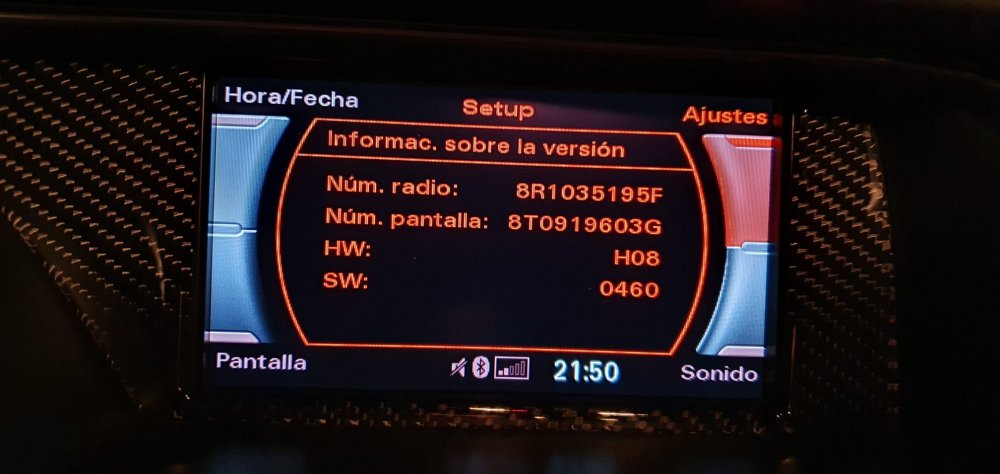 Hora/Fecha
Setup
Ajustes
Informac. sobre la versión
Núm. radio: 8R1035195F
Núm. pantalla: 8T0919603G
HW: H08
SW: 0460
Pantalla
21:50
Sonido